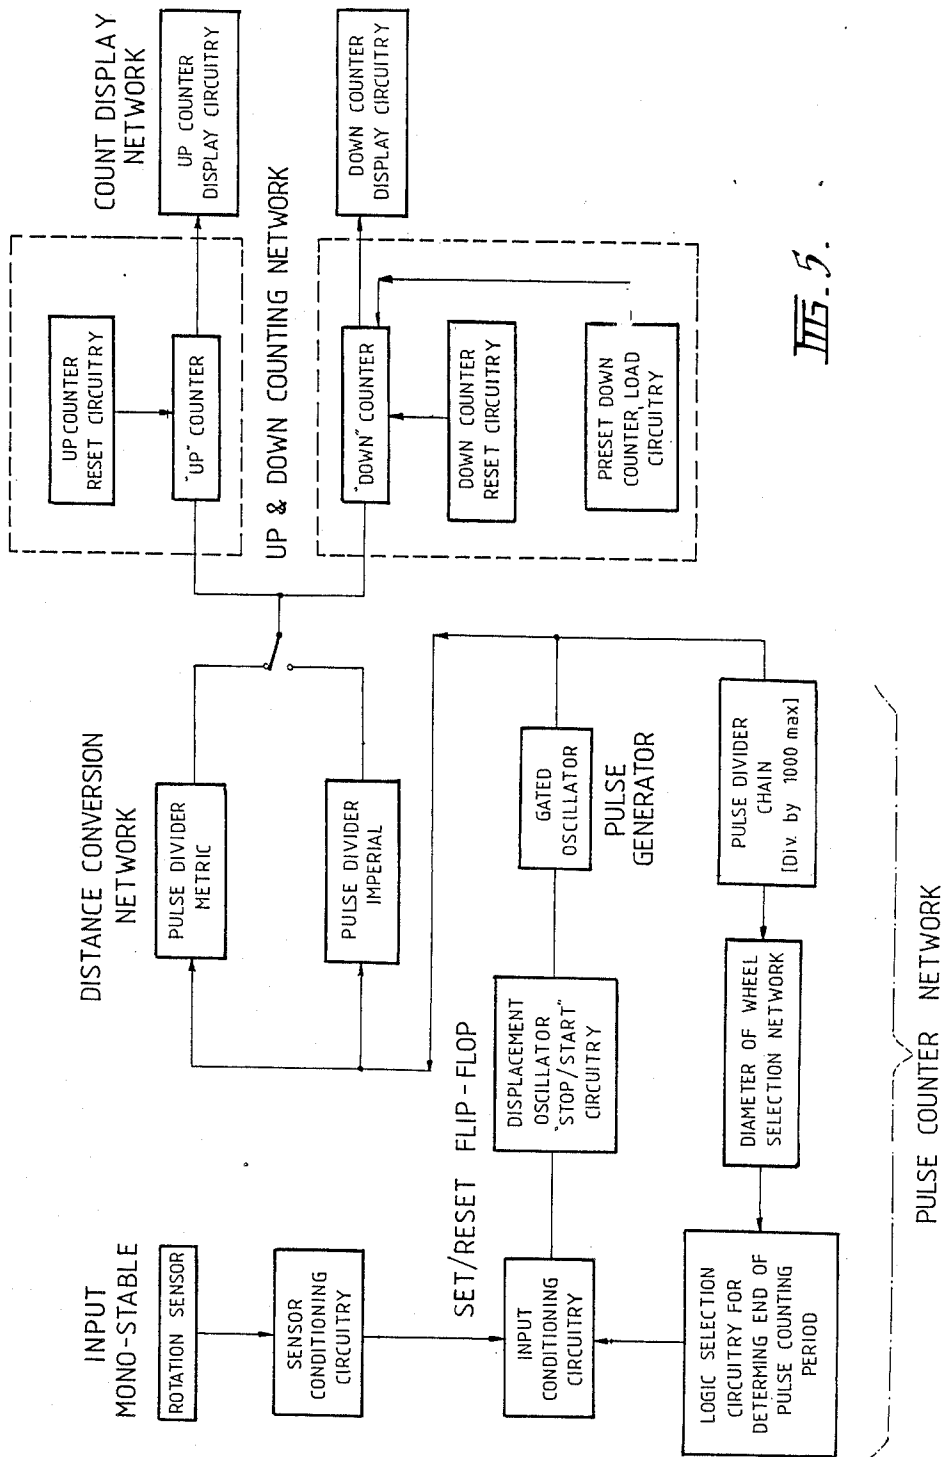 INPUT
MONO-STABLE
ROTATION SENSOR
SENSOR
CONDITIONING
CIRCUITRY
SET/RESET FLIP-FLOP
INPUT
CONDITIONING
CIRCUITRY
LOGIC SELECTION
CIRCUITRY FOR
DETERMING END OF
PULSE COUNTING
PERIOD
DISTANCE CONVERSION
NETWORK
PULSE DIVIDER
METRIC
PULSE DIVIDER
IMPERIAL
DISPLACEMENT
OSCILLATOR
"STOP/START"
CIRCUITRY
GATED
OSCILLATOR
PULSE
GENERATOR
DIAMETER OF WHEEL
SELECTION NETWORK
PULSE DIVIDER
CHAIN
[Div. by 1000 max]
PULSE COUNTER NETWORK
COUNT DISPLAY
NETWORK
UP COUNTER
RESET CIRCUITRY
"UP" COUNTER
UP COUNTER
DISPLAY CIRCUITRY
UP & DOWN COUNTING NETWORK
"DOWN" COUNTER
DOWN COUNTER
DISPLAY CIRCUITRY
DOWN COUNTER
RESET CIRCUITRY
PRESET DOWN
COUNTER, LOAD
CIRCUITRY
FIG. 5.